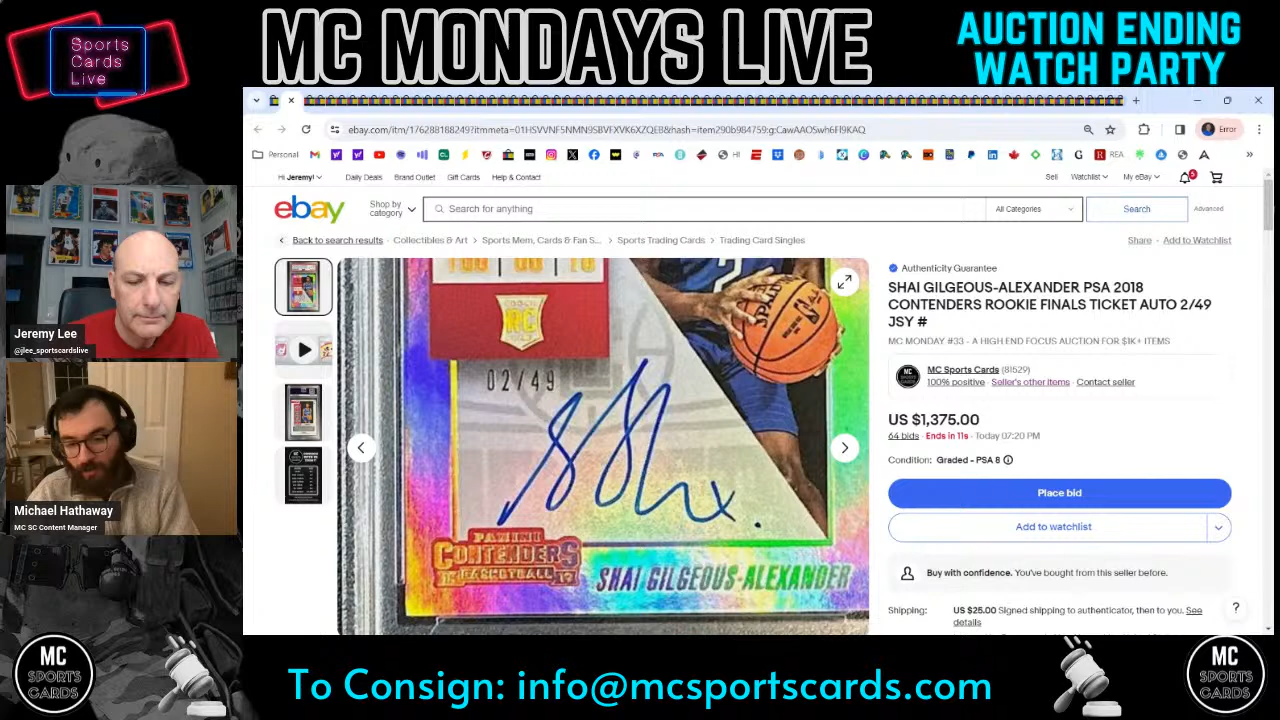 MC MONDAYS LIVE
AUCTION ENDING
WATCH PARTY
Sports
Cards
Live
ebay.com/itm/176288188249?itmmeta=01HSVVNF5NMN9SBVFXVK6XZQEB&hash=item290b984759:g:CawAAOSwh6Fl9KAQ
Error
Personal
REA
Hi Jeremy!
Daily Deals
Brand Outlet
Gift Cards
Help & Contact
Sell
Watchlist
My eBay
5
ebay
Shop by
category
Search for anything
All Categories
Search
Advanced
Back to search results
Collectibles & Art > Sports Mem, Cards & Fan S... > Sports Trading Cards > Trading Card Singles
Share
Add to Watchlist
RC
02/49
SPALDING
PANINI
CONTENDERS
BASKETBALL
SHAI GILGEOUS-ALEXANDER
Authenticity Guarantee
SHAI GILGEOUS-ALEXANDER PSA 2018
CONTENDERS ROOKIE FINALS TICKET AUTO 2/49
JSY #
MC MONDAY #33 - A HIGH END FOCUS AUCTION FOR $1K+ ITEMS
MC Sports Cards (81529)
100% positive · Seller's other items · Contact seller
US $1,375.00
64 bids · Ends in 11s · Today 07:20 PM
Condition: Graded - PSA 8
Place bid
Add to watchlist
Buy with confidence. You've bought from this seller before.
Shipping: US $25.00 Signed shipping to authenticator, then to you. See
details
?
Jeremy Lee
@jlee_sportscardslive
Michael Hathaway
MC SC Content Manager
MC
SPORTS
CARDS
To Consign: info@mcsportscards.com
MC
SPORTS
CARDS